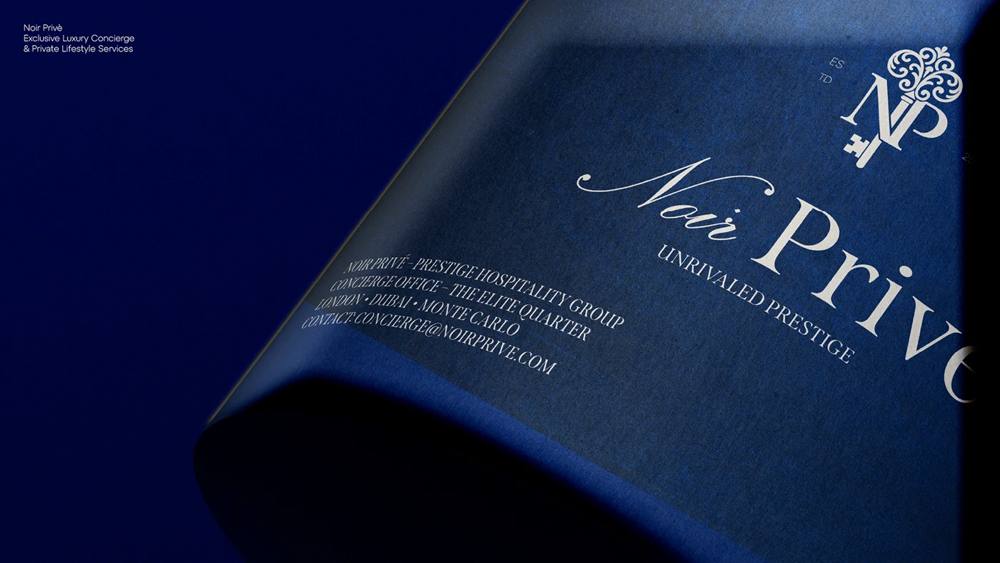 Noir Privè
Exclusive Luxury Concierge
& Private Lifestyle Services
ES
TD
NP
Noir Prive
UNRIVALED PRESTIGE
NOIR PRIVÉ – PRESTIGE HOSPITALITY GROUP
CONCIERGE OFFICE – THE ELITE QUARTER
LONDON • DUBAI • MONTE CARLO
CONTACT: CONCIERGE@NOIRPRIVE.COM